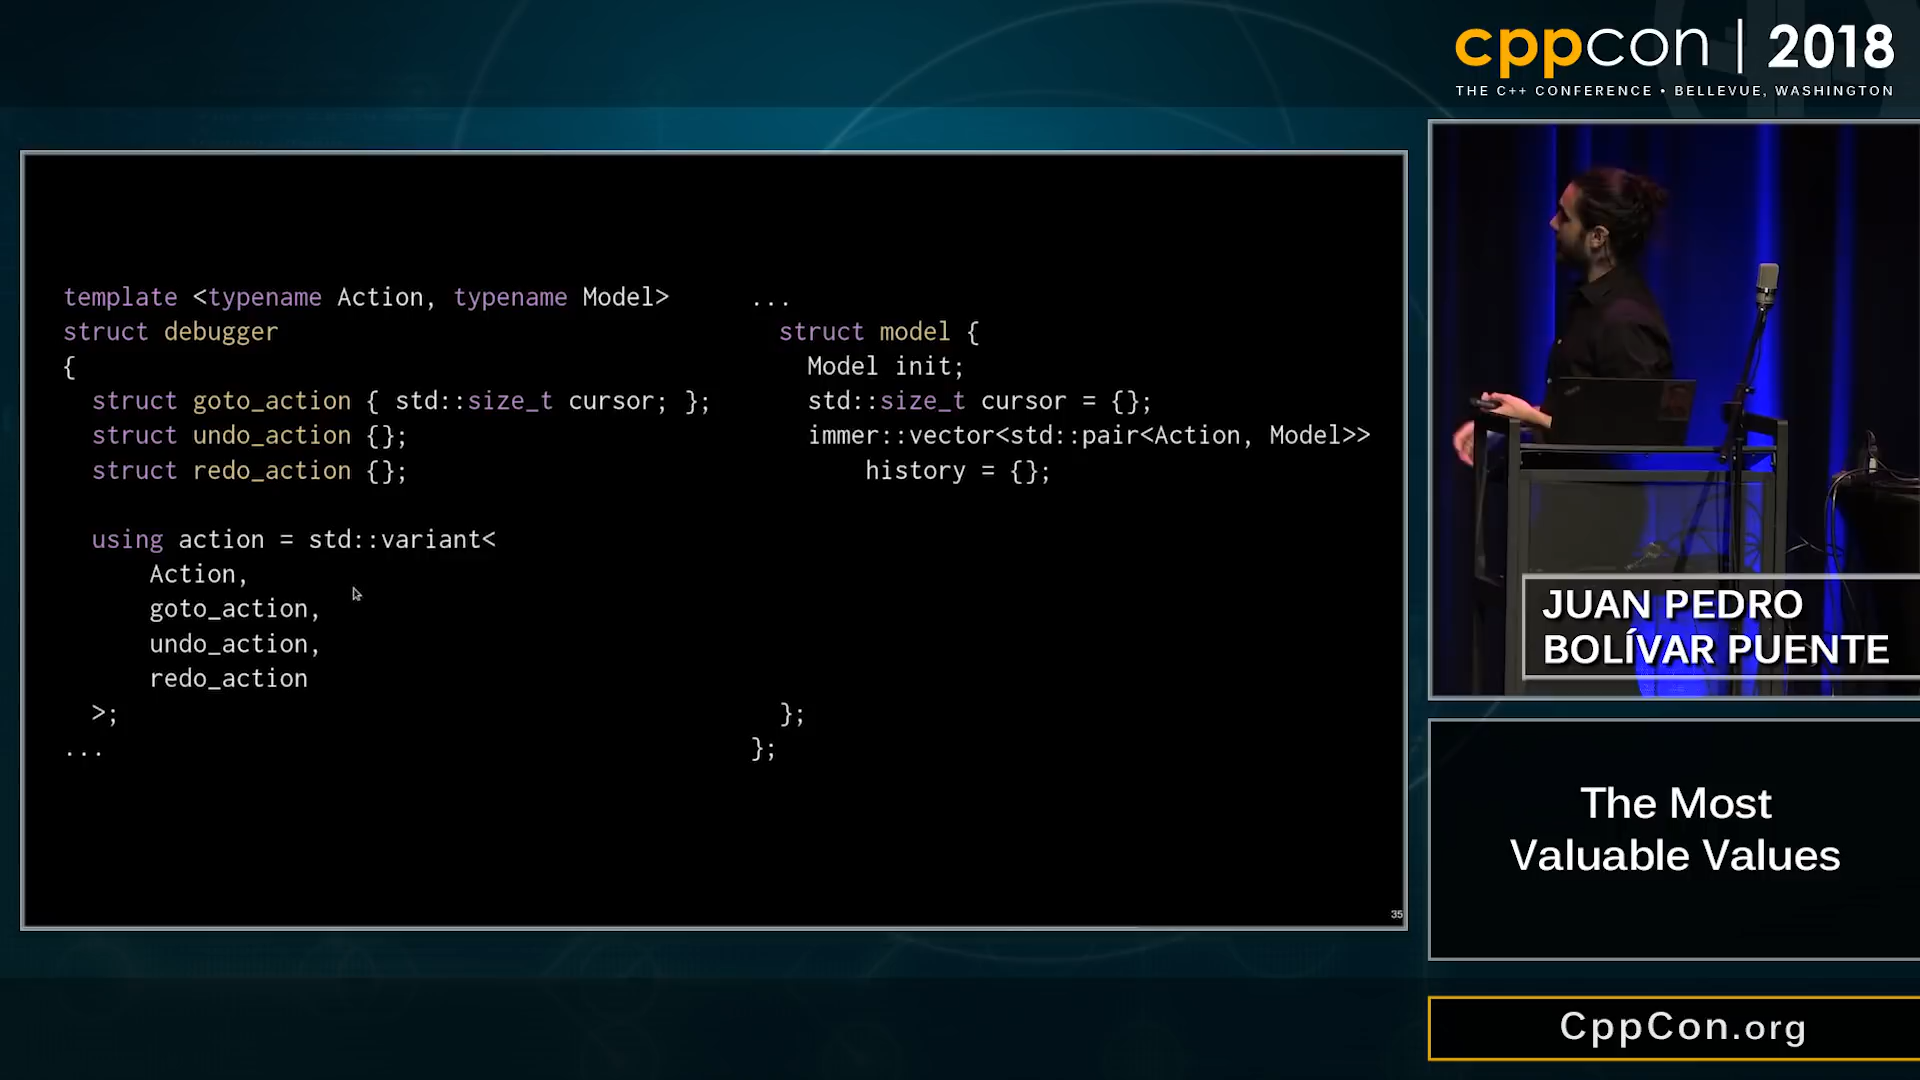 cppcon | 2018
THE C++ CONFERENCE • BELLEVUE, WASHINGTON
template <typename Action, typename Model>
struct debugger
{
  struct goto_action { std::size_t cursor; };
  struct undo_action {};
  struct redo_action {};
  using action = std::variant<
      Action,
      goto_action,
      undo_action,
      redo_action
  >;
...
...
  struct model {
    Model init;
    std::size_t cursor = {};
    immer::vector<std::pair<Action, Model>>
        history = {};
  };
};
35
JUAN PEDRO
BOLÍVAR PUENTE
The Most
Valuable Values
CppCon.org